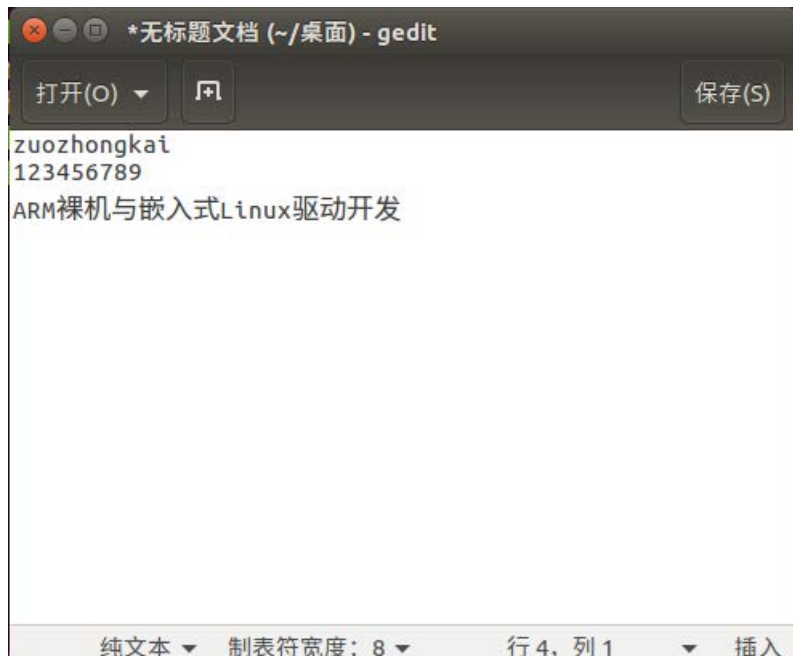 *无标题文档 (~/桌面) - gedit
打开(O) 保存(S)
zuozhongkai
123456789
ARM裸机与嵌入式Linux驱动开发
纯文本 制表符宽度：8 行 4，列 1 插入